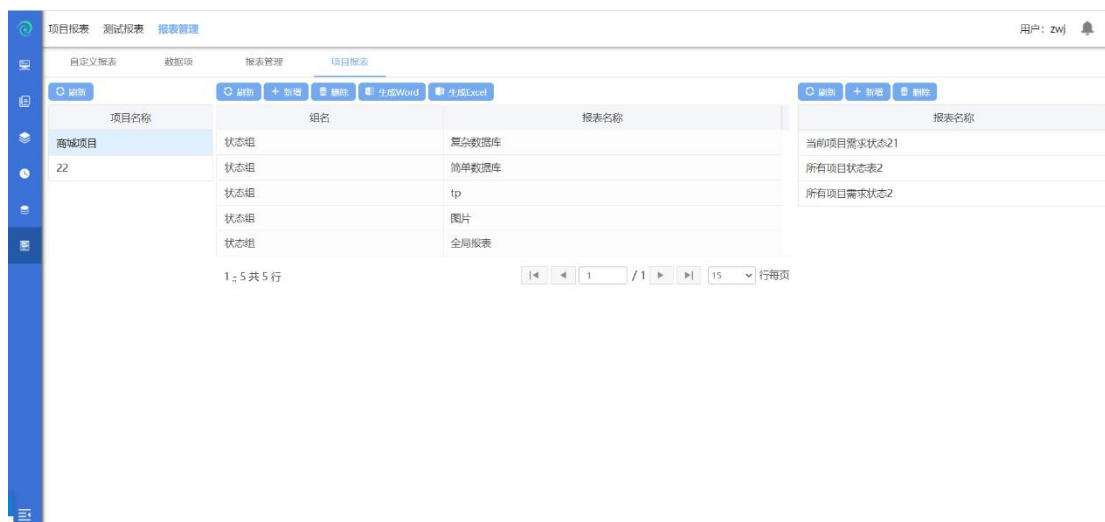 项目报表 测试报表 报表管理 用户：zwj
自定义报表 数据项 报表管理 项目报表
刷新 刷新 新增 删除 生成Word 生成Excel 刷新 新增 删除
项目名称 组名 报表名称 报表名称
商城项目 状态组 复杂数据库 当前项目需求状态21
22 状态组 简单数据库 所有项目状态表2
状态组 tp 所有项目需求状态2
状态组 图片
状态组 全局报表
1 - 5 共 5 行 1 / 1 15 行每页